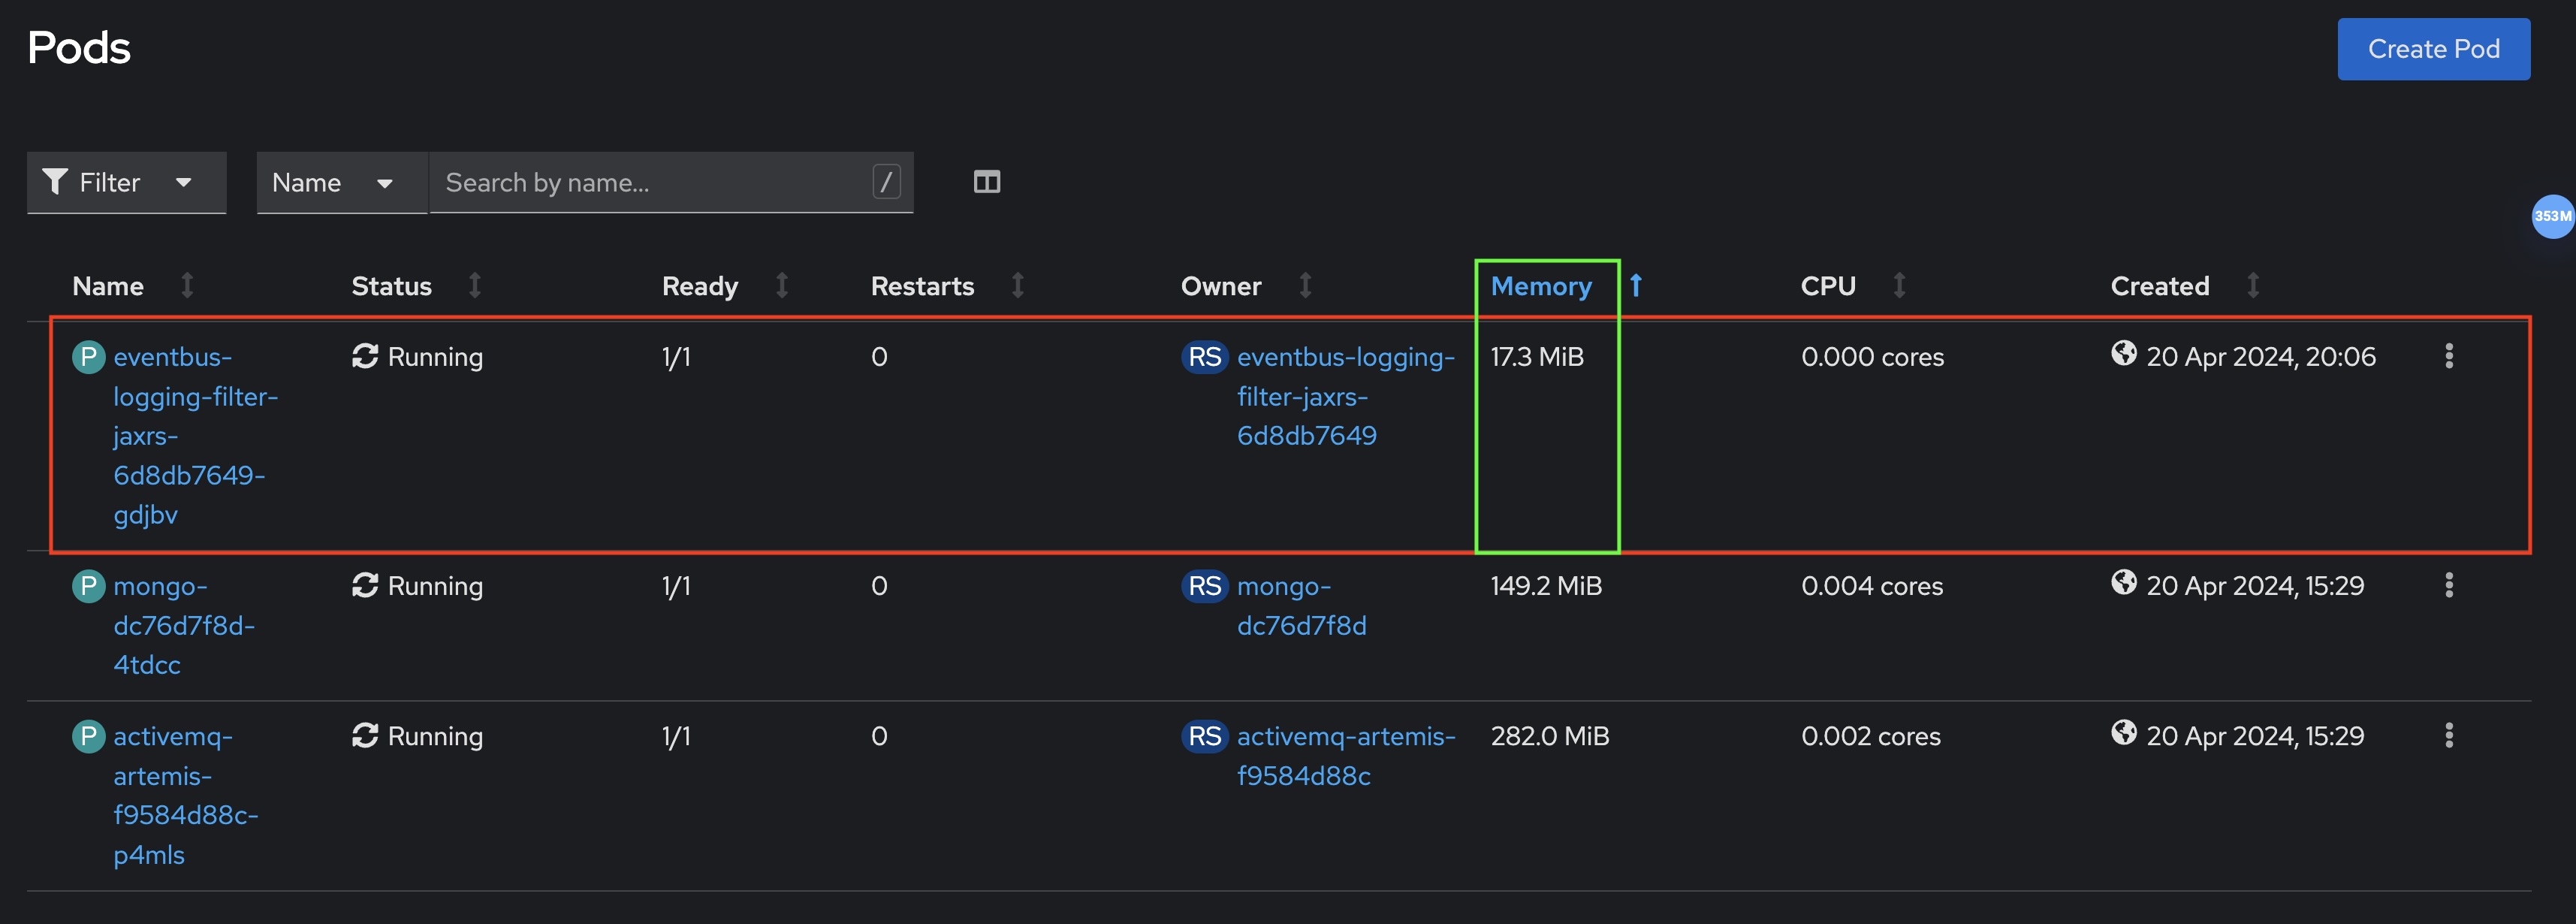 Pods
Create Pod
Filter
Name
Search by name...
/
353M
Name Status Ready Restarts Owner Memory CPU Created
P eventbus- Running 1/1 0 RS eventbus-logging- 17.3 MiB 0.000 cores 20 Apr 2024, 20:06
logging-filter- filter-jaxrs-
jaxrs- 6d8db7649
6d8db7649-
gdjbv
P mongo- Running 1/1 0 RS mongo- 149.2 MiB 0.004 cores 20 Apr 2024, 15:29
dc76d7f8d- dc76d7f8d
4tdcc
P activemq- Running 1/1 0 RS activemq-artemis- 282.0 MiB 0.002 cores 20 Apr 2024, 15:29
artemis- f9584d88c
f9584d88c-
p4mls